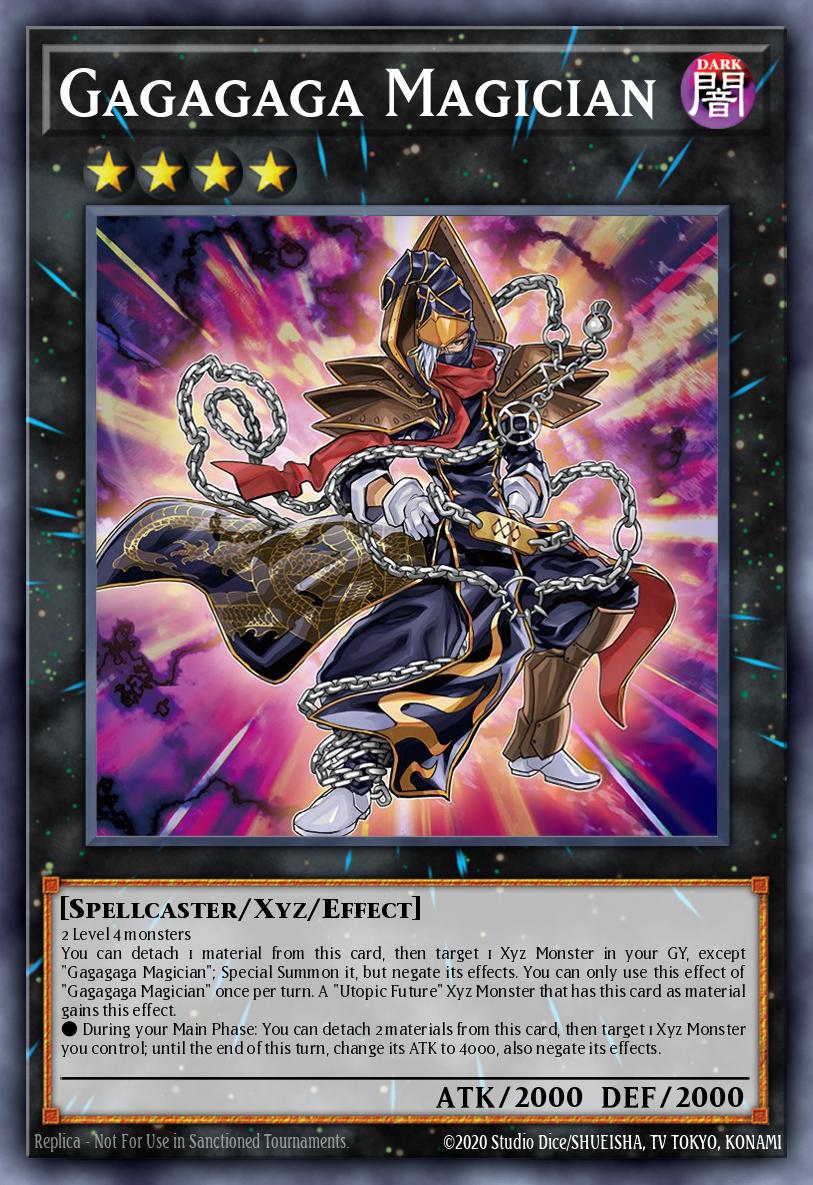 Gagagaga Magician
DARK
闇
[Spellcaster/Xyz/Effect]
2 Level 4 monsters
You can detach 1 material from this card, then target 1 Xyz Monster in your GY, except
"Gagagaga Magician"; Special Summon it, but negate its effects. You can only use this effect of
"Gagagaga Magician" once per turn. A "Utopic Future" Xyz Monster that has this card as material
gains this effect.
● During your Main Phase: You can detach 2 materials from this card, then target 1 Xyz Monster
you control; until the end of this turn, change its ATK to 4000, also negate its effects.
ATK/2000 DEF/2000
Replica - Not For Use in Sanctioned Tournaments.
©2020 Studio Dice/SHUEISHA, TV TOKYO, KONAMI